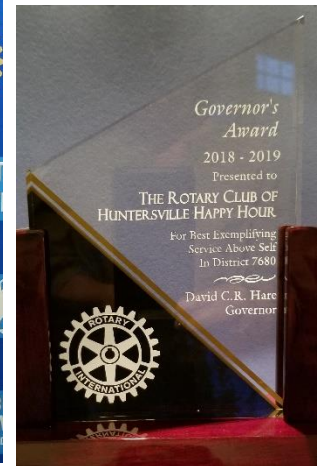 Governor's
Award
2018 - 2019
Presented to
THE ROTARY CLUB OF
HUNTERSVILLE HAPPY HOUR
For Best Exemplifying
Service Above Self
In District 7680
David C.R. Hare
Governor
ROTARY
INTERNATIONAL